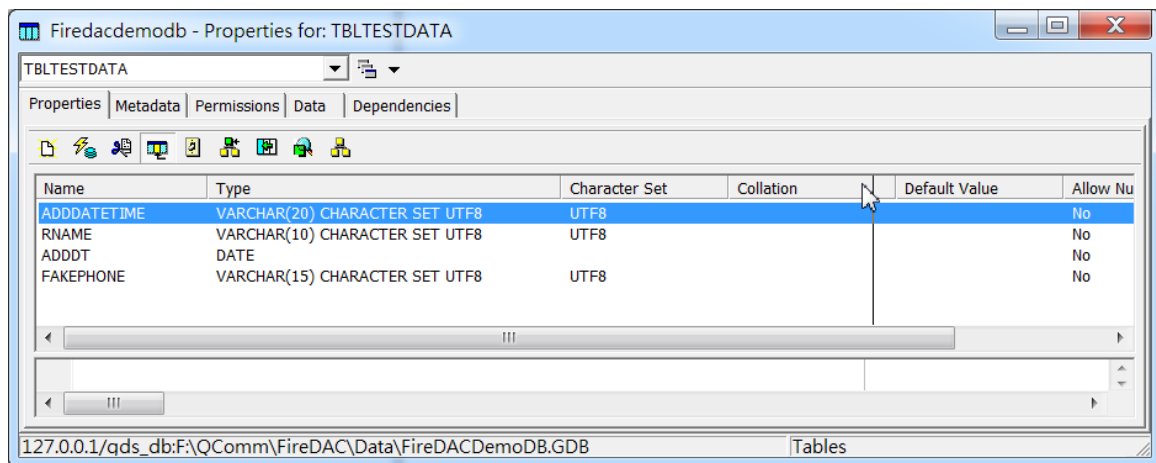 Firedacdemodb - Properties for: TBLTESTDATA
TBLTESTDATA
Properties Metadata Permissions Data Dependencies
Name Type Character Set Collation Default Value Allow Nu
ADDDATETIME VARCHAR(20) CHARACTER SET UTF8 UTF8 No
RNAME VARCHAR(10) CHARACTER SET UTF8 UTF8 No
ADDDT DATE No
FAKEPHONE VARCHAR(15) CHARACTER SET UTF8 UTF8 No
127.0.0.1/gds_db:F:\QComm\FireDAC\Data\FireDACDemoDB.GDB Tables